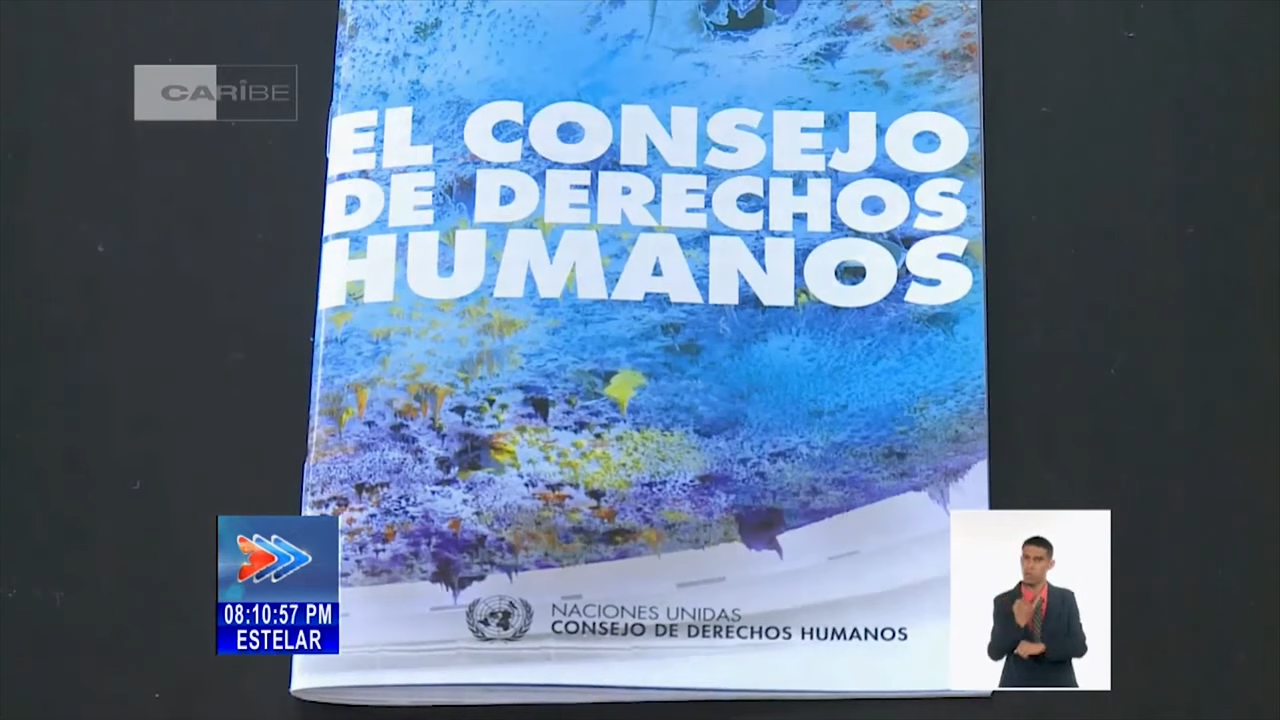 CARIBE
EL CONSEJO
DE DERECHOS
HUMANOS
NACIONES UNIDAS
CONSEJO DE DERECHOS HUMANOS
08:10:57 PM
ESTELAR